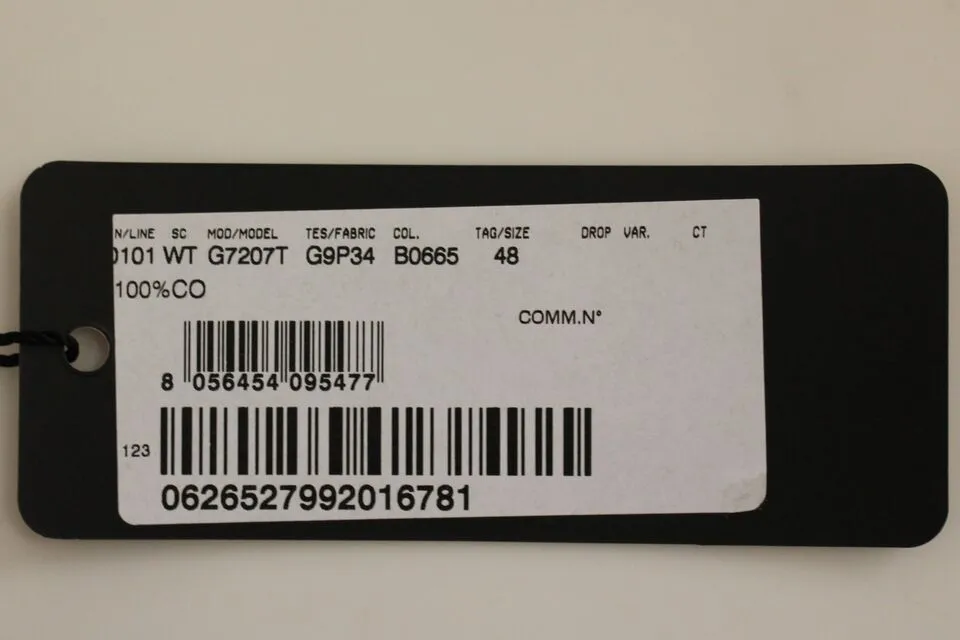 N/LINE SC MOD/MODEL TES/FABRIC COL. TAG/SIZE DROP VAR. CT
0101 WT G7207T G9P34 B0665 48
100%CO
COMM.N°
8 056454 095477
123
0626527992016781